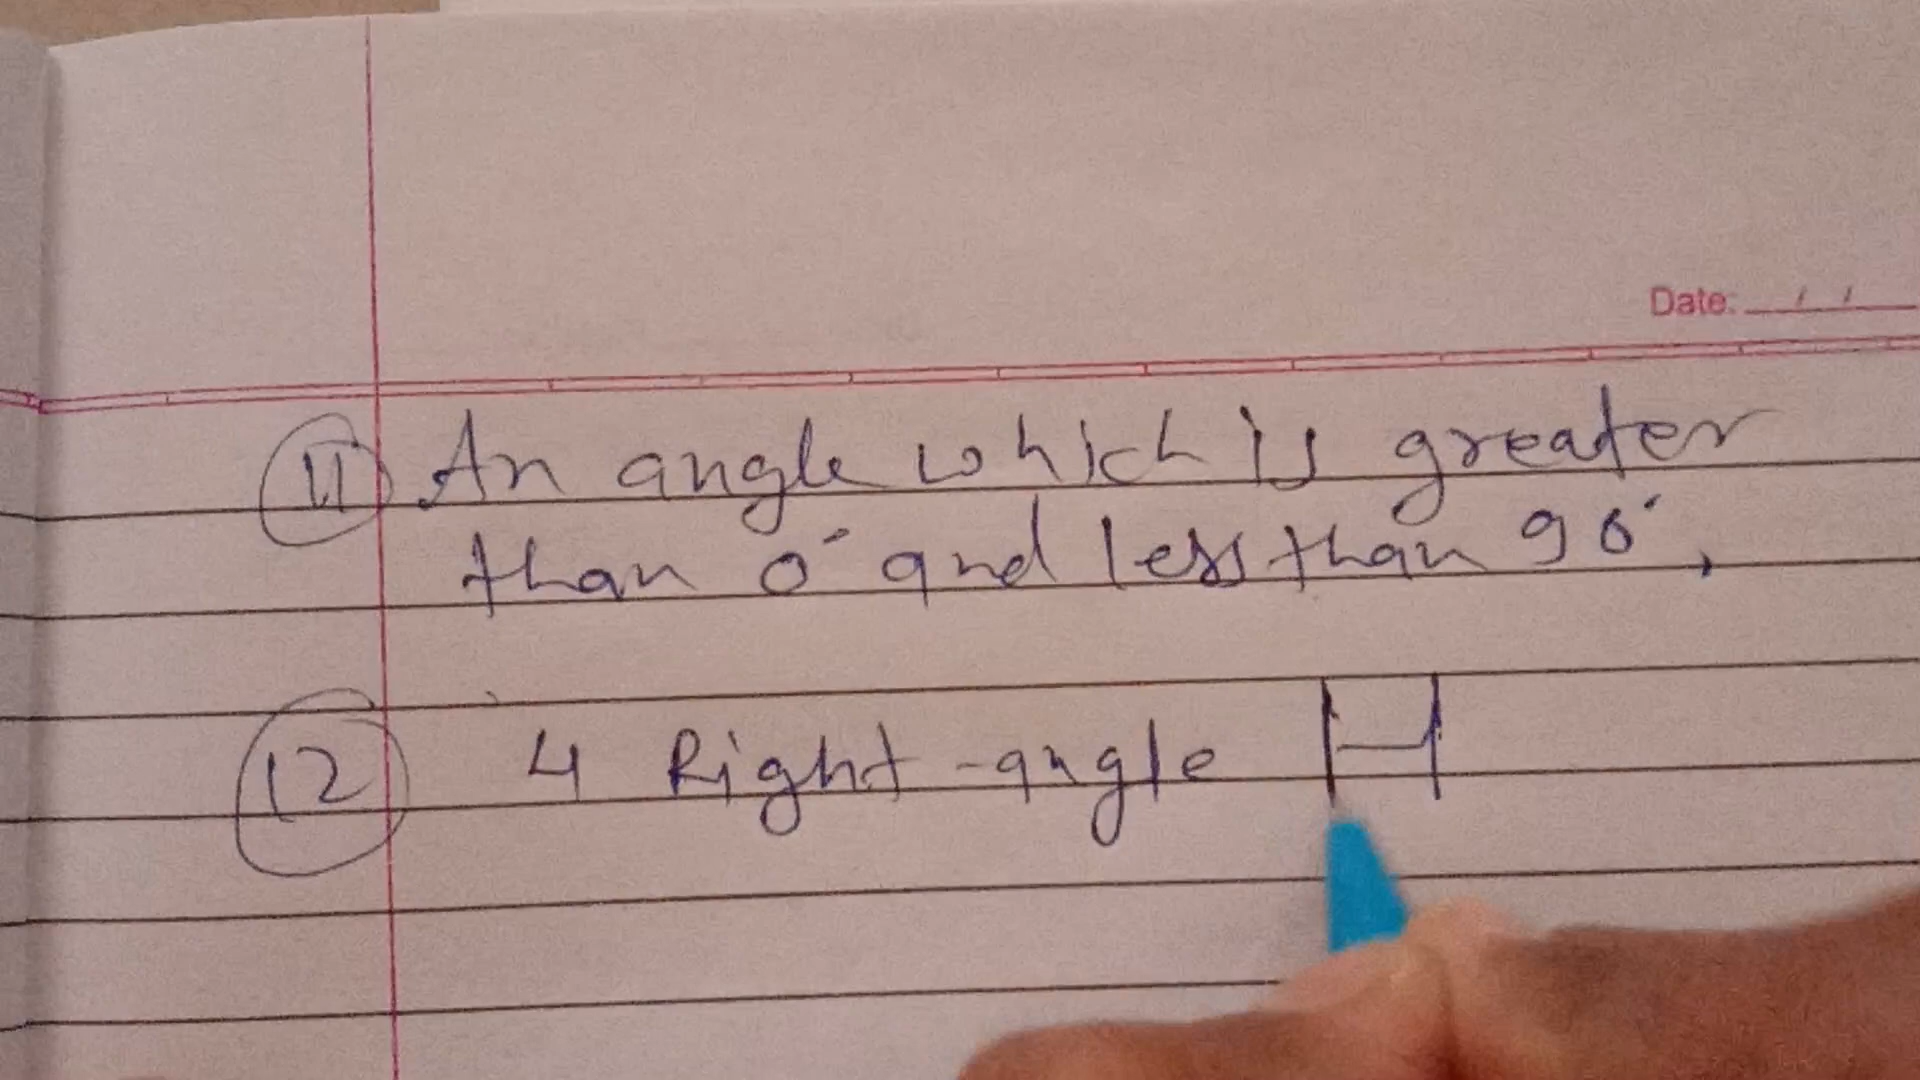 Date: / /
11 An angle which is greater
than 0° and less than 90°,
12 4 Right-angle H